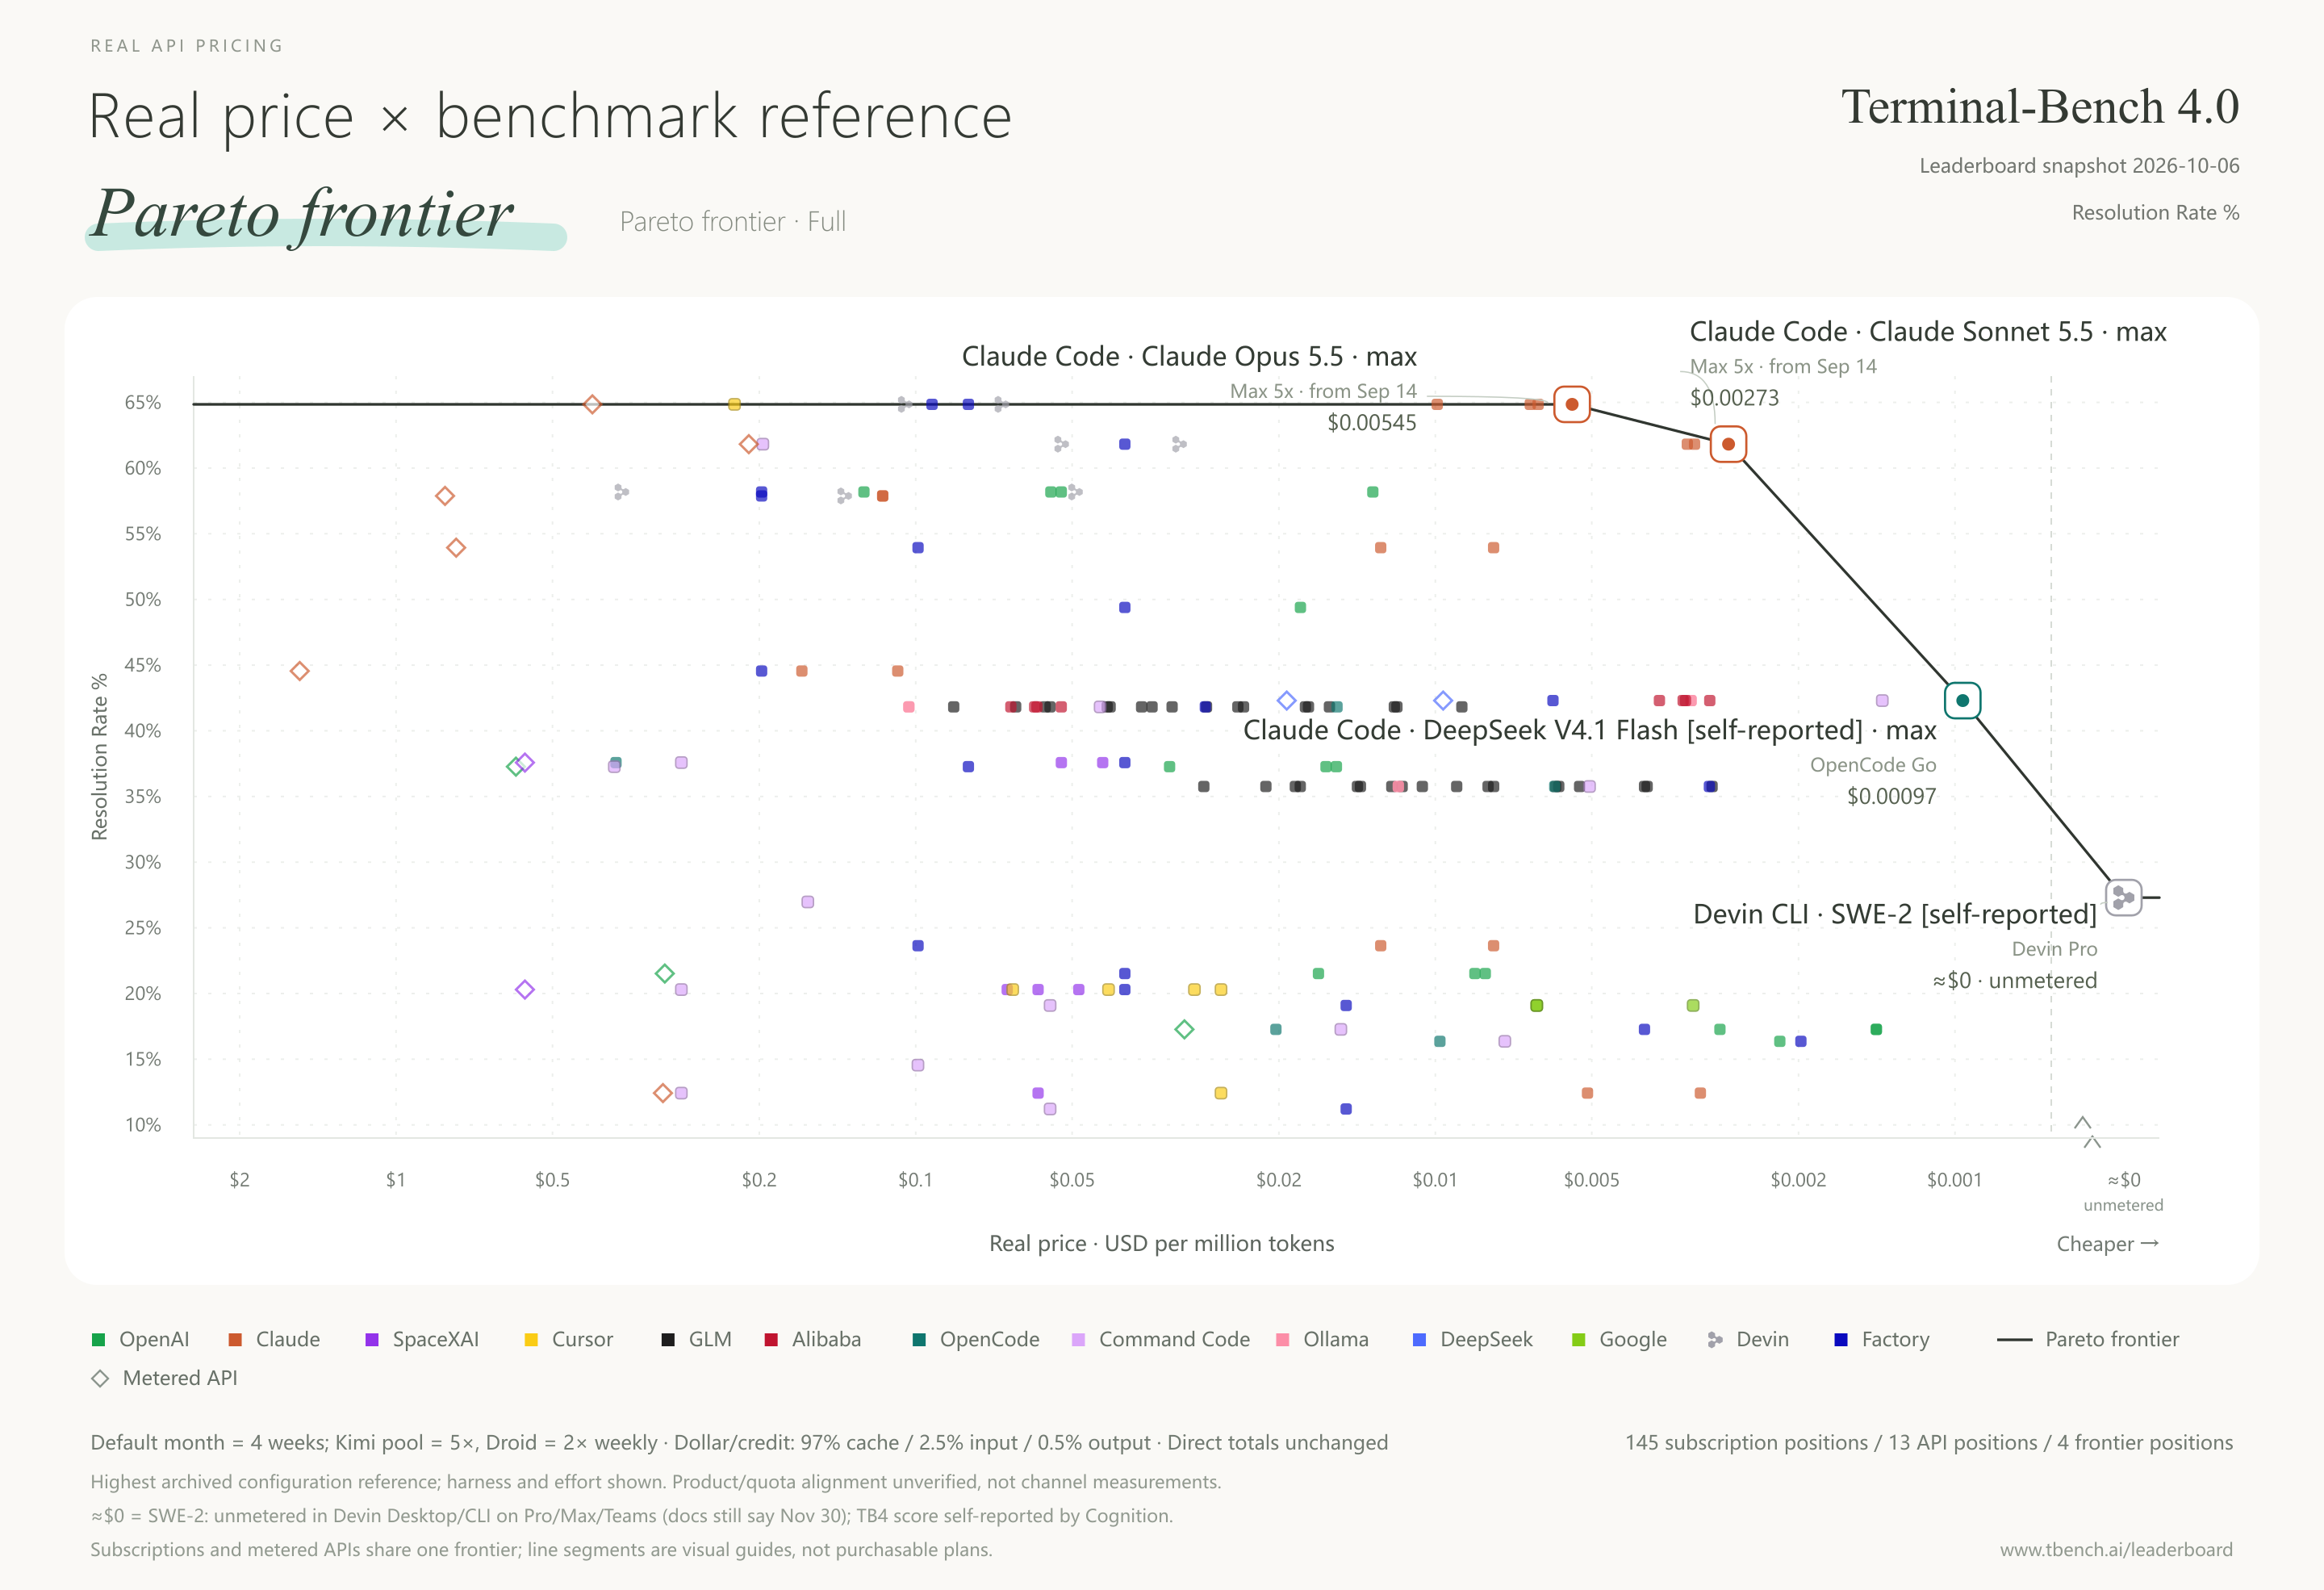 REAL API PRICING
Real price × benchmark reference
Pareto frontier
Pareto frontier · Full
Terminal-Bench 4.0
Leaderboard snapshot 2026-10-06
Resolution Rate %
Claude Code · Claude Opus 5.5 · max
Max 5x · from Sep 14
$0.00545
Claude Code · Claude Sonnet 5.5 · max
Max 5x · from Sep 14
$0.00273
Claude Code · DeepSeek V4.1 Flash [self-reported] · max
OpenCode Go
$0.00097
Devin CLI · SWE-2 [self-reported]
Devin Pro
≈$0 · unmetered
Resolution Rate %
65%
60%
55%
50%
45%
40%
35%
30%
25%
20%
15%
10%
$2 $1 $0.5 $0.2 $0.1 $0.05 $0.02 $0.01 $0.005 $0.002 $0.001 ≈$0
unmetered
Real price · USD per million tokens
Cheaper →
OpenAI Claude SpaceXAI Cursor GLM Alibaba OpenCode Command Code Ollama DeepSeek Google Devin Factory Pareto frontier
Metered API
Default month = 4 weeks; Kimi pool = 5×, Droid = 2× weekly · Dollar/credit: 97% cache / 2.5% input / 0.5% output · Direct totals unchanged
145 subscription positions / 13 API positions / 4 frontier positions
Highest archived configuration reference; harness and effort shown. Product/quota alignment unverified, not channel measurements.
≈$0 = SWE-2: unmetered in Devin Desktop/CLI on Pro/Max/Teams (docs still say Nov 30); TB4 score self-reported by Cognition.
Subscriptions and metered APIs share one frontier; line segments are visual guides, not purchasable plans.
www.tbench.ai/leaderboard